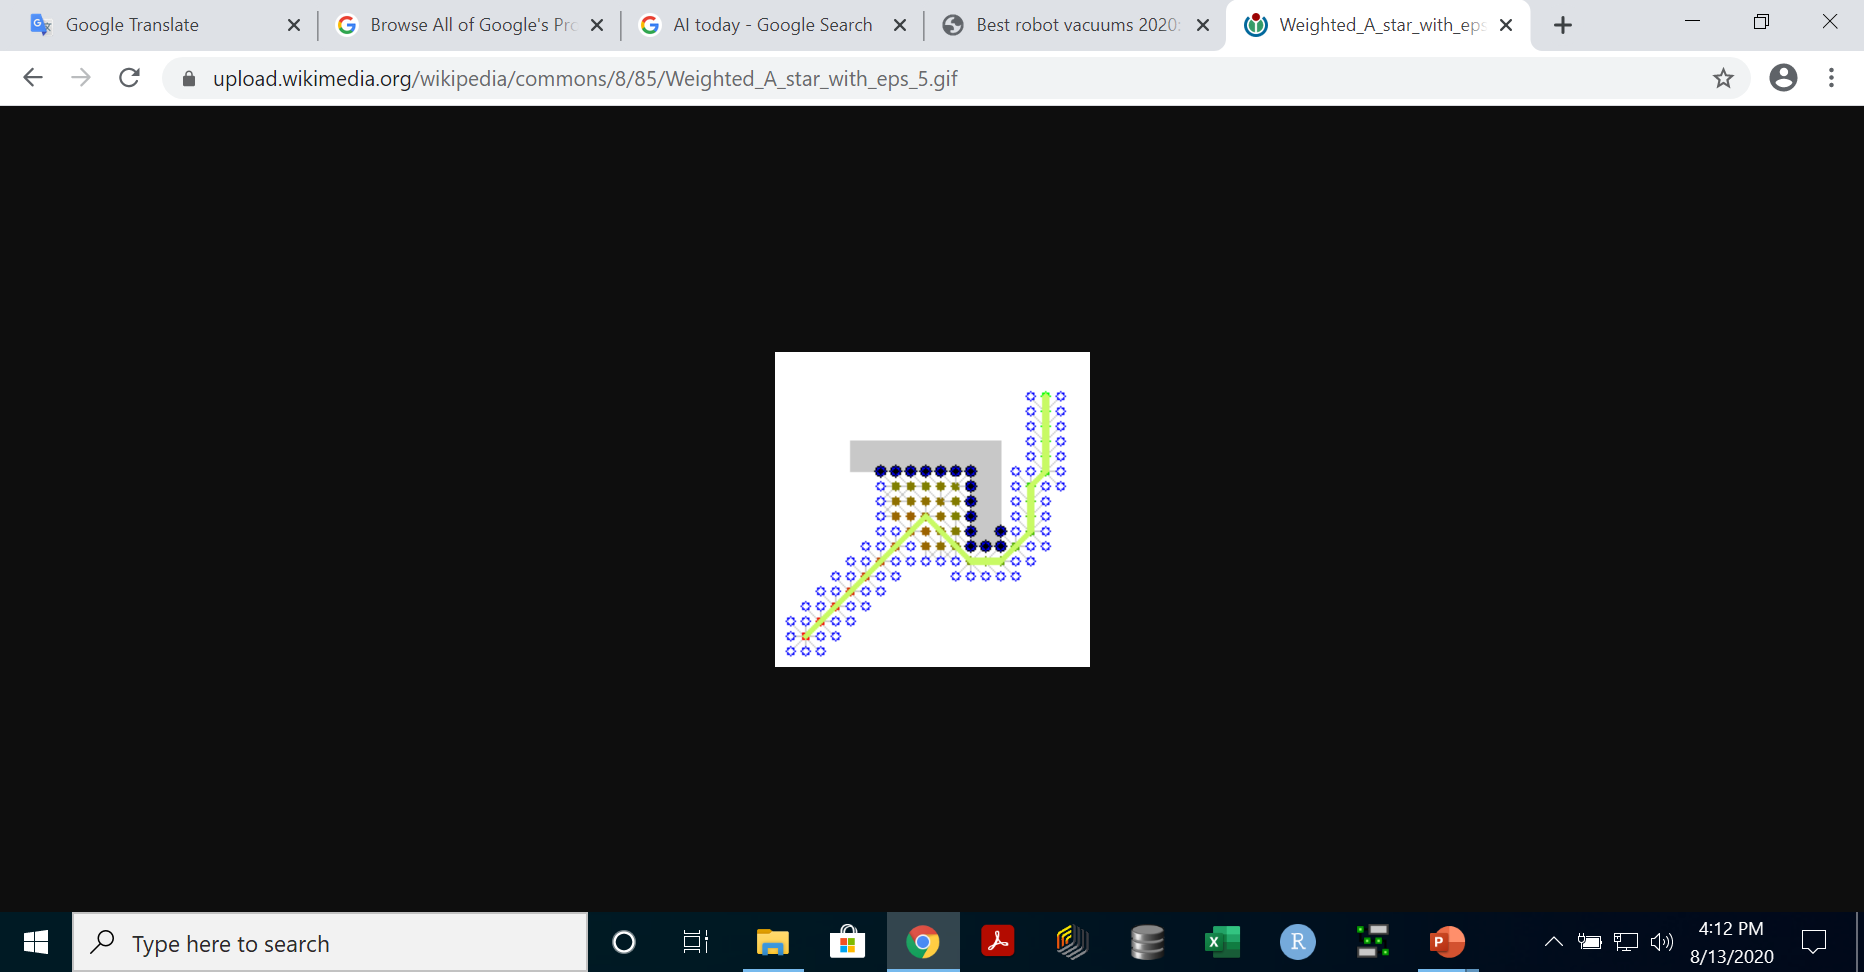 Google Translate
Browse All of Google's Pro
AI today - Google Search
Best robot vacuums 2020:
Weighted_A_star_with_eps
upload.wikimedia.org/wikipedia/commons/8/85/Weighted_A_star_with_eps_5.gif
Type here to search
X
R
P
4:12 PM
8/13/2020